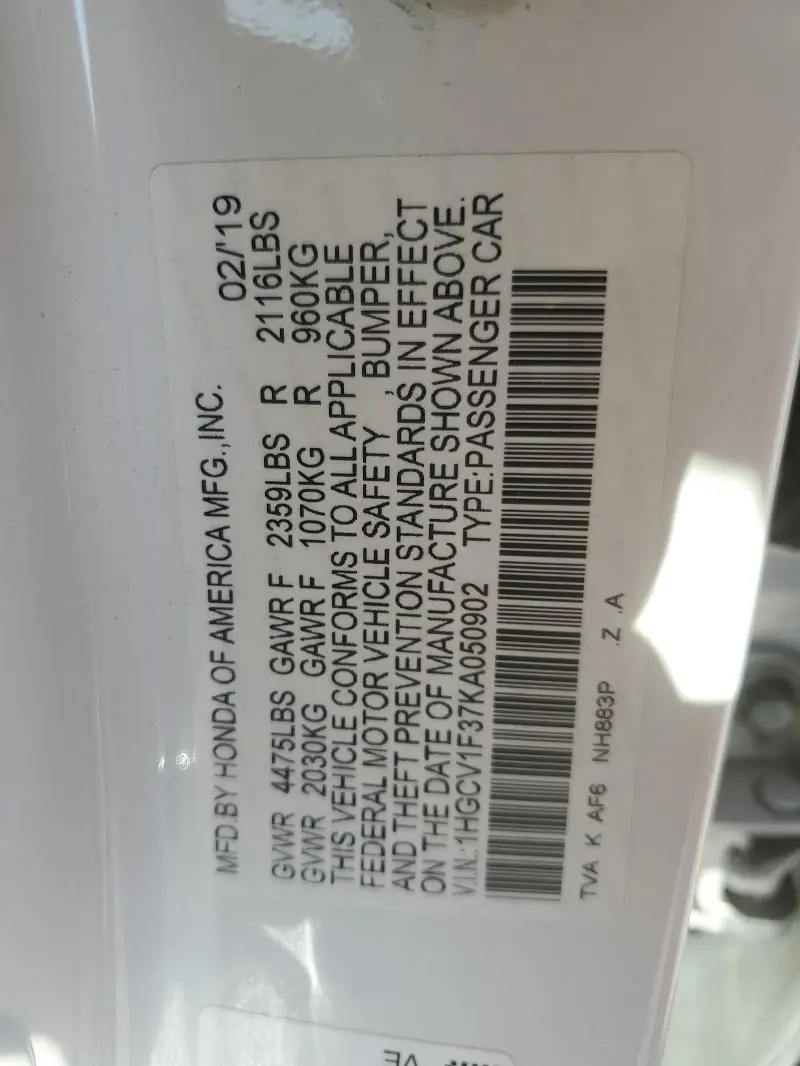 MFD.BY HONDA OF AMERICA MFG.,INC. 02/'19
GVWR 4475LBS GAWR F 2359LBS R 2116LBS
GVWR 2030KG GAWR F 1070KG R 960KG
THIS VEHICLE CONFORMS TO ALL APPLICABLE
FEDERAL MOTOR VEHICLE SAFETY , BUMPER,
AND THEFT PREVENTION STANDARDS IN EFFECT
ON THE DATE OF MANUFACTURE SHOWN ABOVE.
V.I.N.:1HGCV1F37KA050902 TYPE:PASSENGER CAR
TVA K AF6 NH883P .Z .A
VE